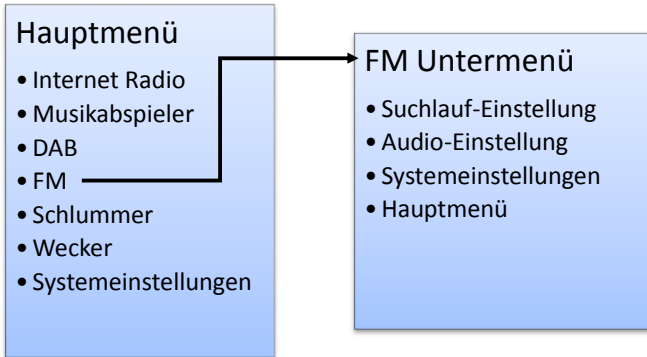 Hauptmenü
• Internet Radio
• Musikabspieler
• DAB
• FM
• Schlummer
• Wecker
• Systemeinstellungen
FM Untermenü
• Suchlauf-Einstellung
• Audio-Einstellung
• Systemeinstellungen
• Hauptmenü